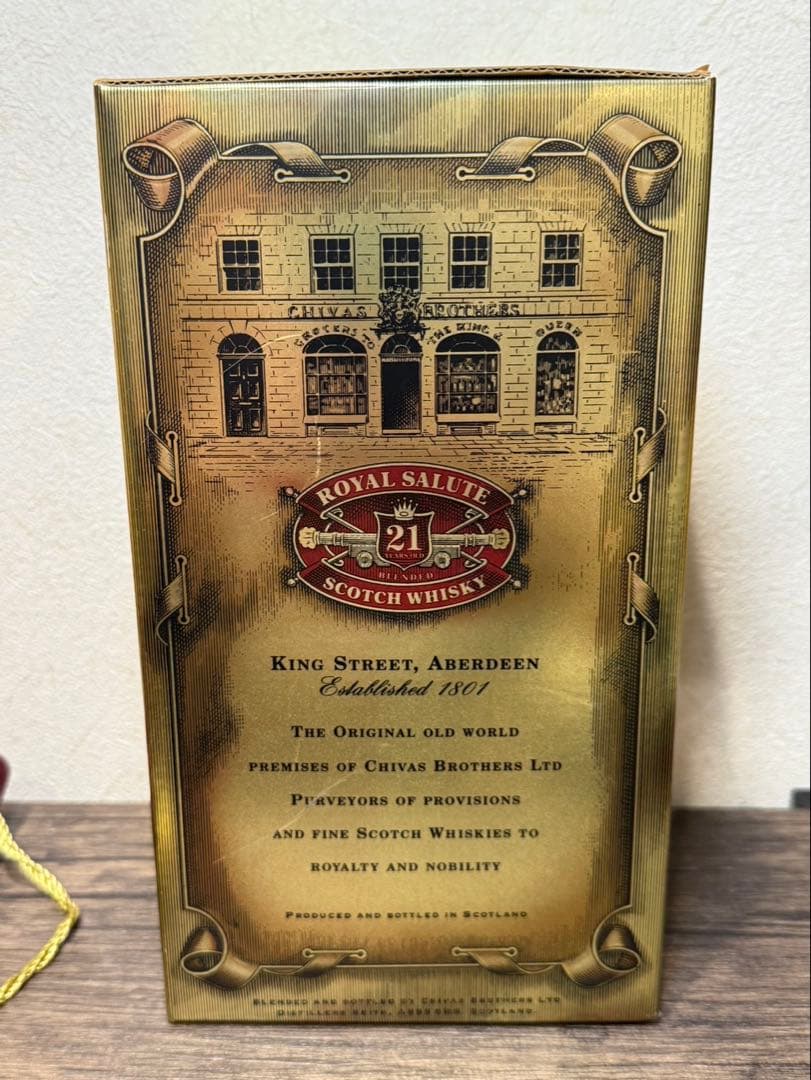 CHIVAS BROTHERS
GROCERS TO THE KING & QUEEN
ROYAL SALUTE
21
YEARS OLD
BLENDED
SCOTCH WHISKY
KING STREET, ABERDEEN
Established 1801
THE ORIGINAL OLD WORLD
PREMISES OF CHIVAS BROTHERS LTD
PURVEYORS OF PROVISIONS
AND FINE SCOTCH WHISKIES TO
ROYALTY AND NOBILITY
PRODUCED AND BOTTLED IN SCOTLAND
BLENDED AND BOTTLED BY CHIVAS BROTHERS LTD
DISTILLERS KEITH, SCOTLAND